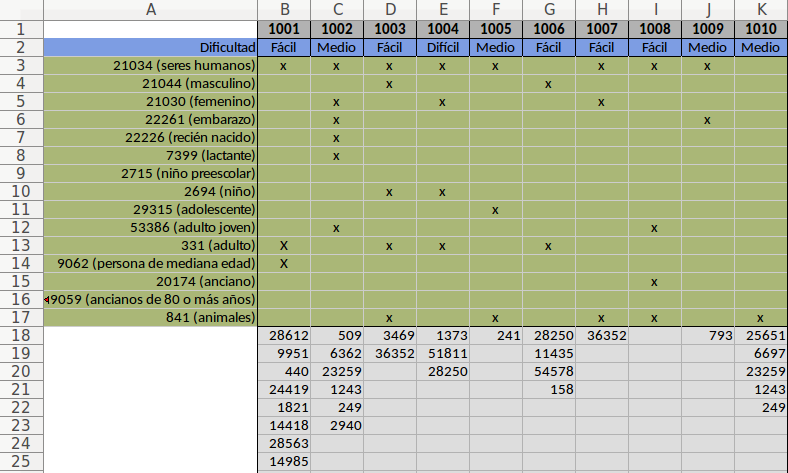 A B C D E F G H I J K
1 1001 1002 1003 1004 1005 1006 1007 1008 1009 1010
2 Dificultad Fácil Medio Fácil Difícil Medio Fácil Fácil Fácil Medio Medio
3 21034 (seres humanos) x x x x x x x x
4 21044 (masculino) x x
5 21030 (femenino) x x x
6 22261 (embarazo) x x
7 22226 (recién nacido) x
8 7399 (lactante) x
9 2715 (niño preescolar)
10 2694 (niño) x x
11 29315 (adolescente) x
12 53386 (adulto joven) x x
13 331 (adulto) X x x x
14 9062 (persona de mediana edad) X
15 20174 (anciano) x
16 9059 (ancianos de 80 o más años)
17 841 (animales) x x x x x
18 28612 509 3469 1373 241 28250 36352 793 25651
19 9951 6362 36352 51811 11435 6697
20 440 23259 28250 54578 23259
21 24419 1243 158 1243
22 1821 249 249
23 14418 2940
24 28563
25 14985